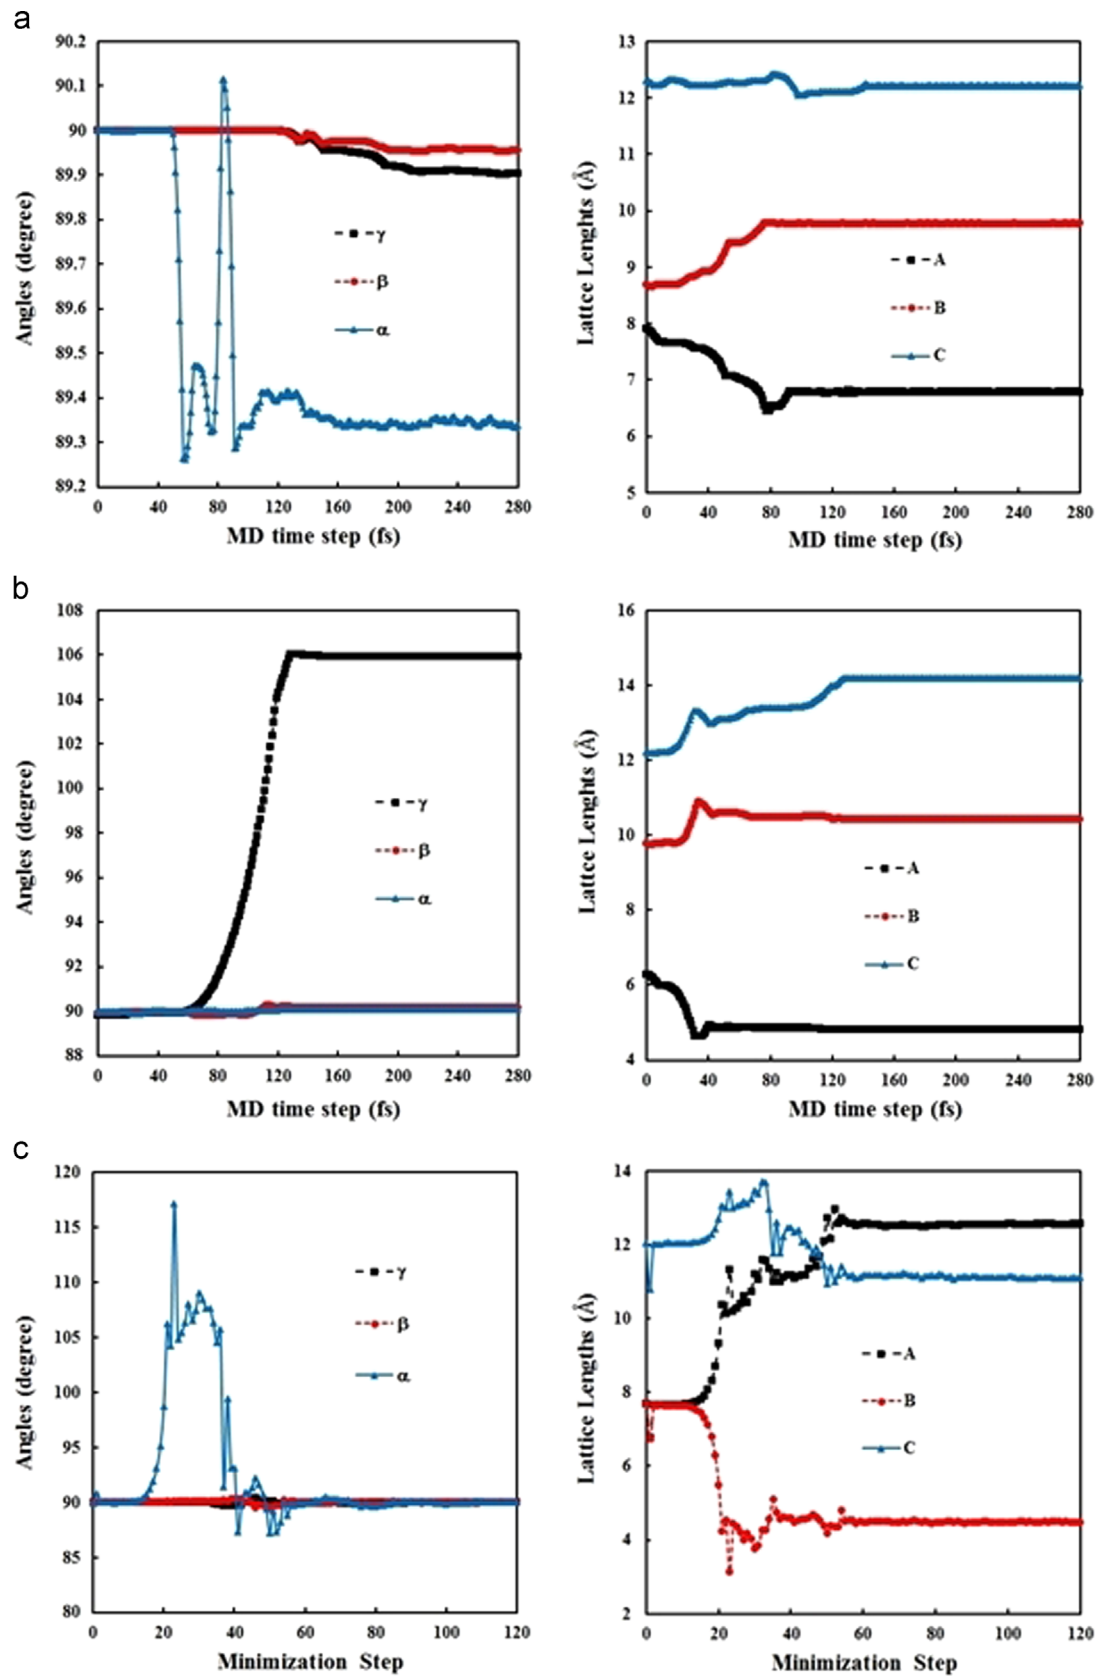 a
90.2
90.1
90
89.9
89.8
89.7
89.6
89.5
89.4
89.3
89.2
Angles (degree)
γ
β
α
0 40 80 120 160 200 240 280
MD time step (fs)
13
12
11
10
9
8
7
6
5
Lattce Lenghts (Å)
A
B
C
0 40 80 120 160 200 240 280
MD time step (fs)
b
108
106
104
102
100
98
96
94
92
90
88
Angles (degree)
γ
β
α
0 40 80 120 160 200 240 280
MD time step (fs)
16
14
12
10
8
6
4
Lattce Lenghts (Å)
A
B
C
0 40 80 120 160 200 240 280
MD time step (fs)
c
120
115
110
105
100
95
90
85
80
Angles (degree)
γ
β
α
0 20 40 60 80 100 120
Minimization Step
14
12
10
8
6
4
2
Lattice Lengths (Å)
A
B
C
0 20 40 60 80 100 120
Minimization Step